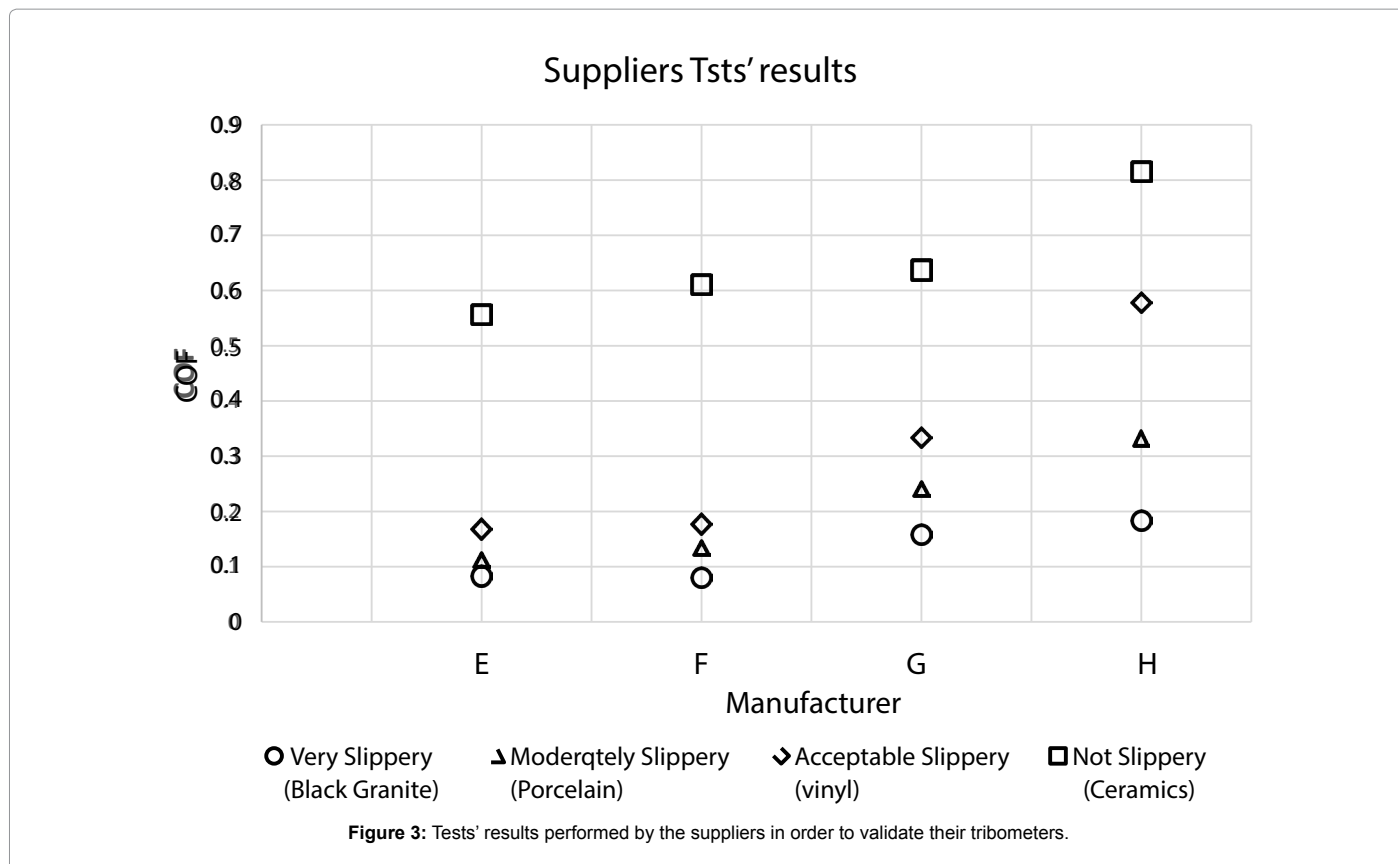 Suppliers Tsts' results
0.9
0.8
0.7
0.6
0.5
0.4
0.3
0.2
0.1
0
COF
E F G H
Manufacturer
Very Slippery (Black Granite)
Moderqtely Slippery (Porcelain)
Acceptable Slippery (vinyl)
Not Slippery (Ceramics)
Figure 3: Tests' results performed by the suppliers in order to validate their tribometers.